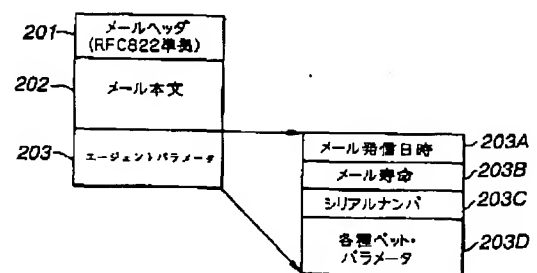 201
メールヘッダ
(RFC822準拠)
202
メール本文
203
エージェントパラメータ
メール発信日時
203A
メール寿命
203B
シリアルナンバ
203C
各種ペット・
パラメータ
203D